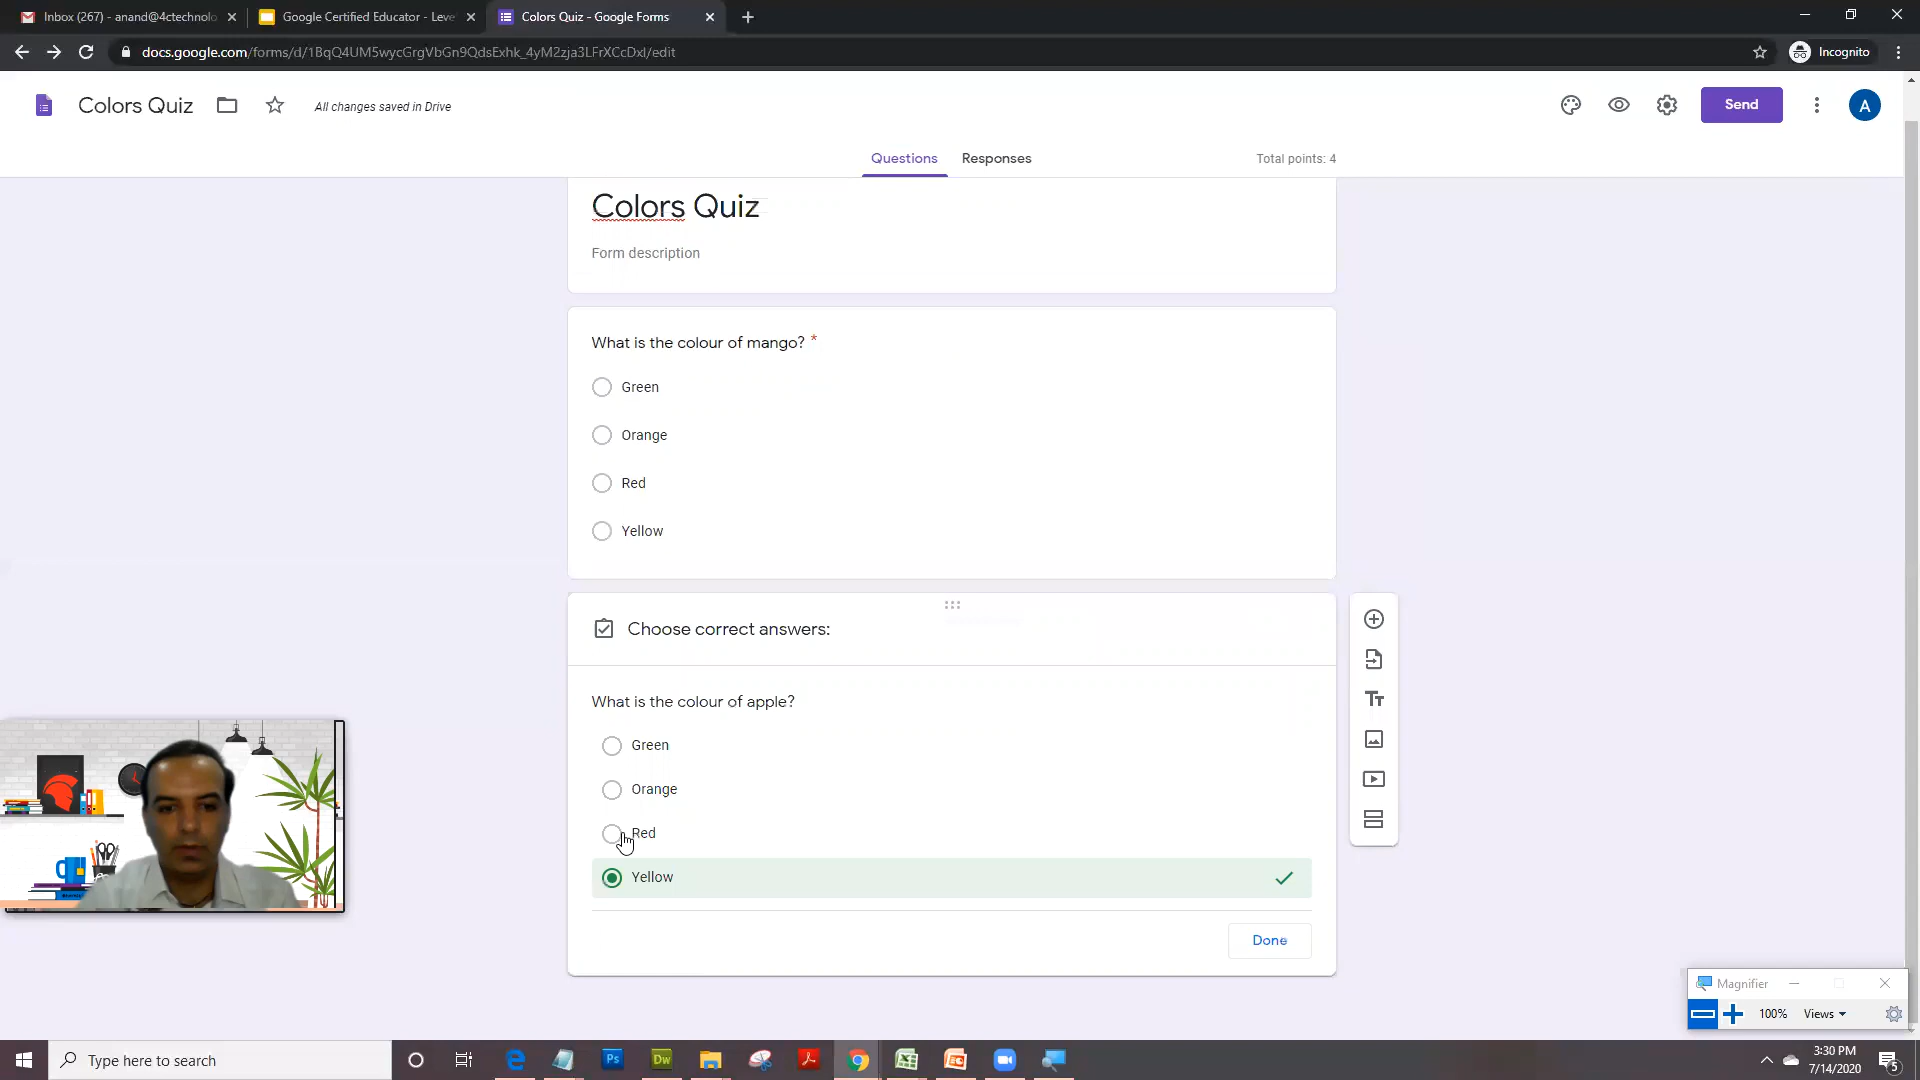 Inbox (267) - anand@4ctechnolo
Google Certified Educator - Leve
Colors Quiz - Google Forms
docs.google.com/forms/d/1BqQ4UM5wycGrgVbGn9QdsExhk_4yM2zja3LFrXCcDxI/edit
Incognito
Colors Quiz
All changes saved in Drive
Send
A
Questions
Responses
Total points: 4
Colors Quiz
Form description
What is the colour of mango? *
Green
Orange
Red
Yellow
Choose correct answers:
What is the colour of apple?
Green
Orange
Red
Yellow
Done
Magnifier
100%
Views
Type here to search
Ps
Dw
3:30 PM
7/14/2020
5